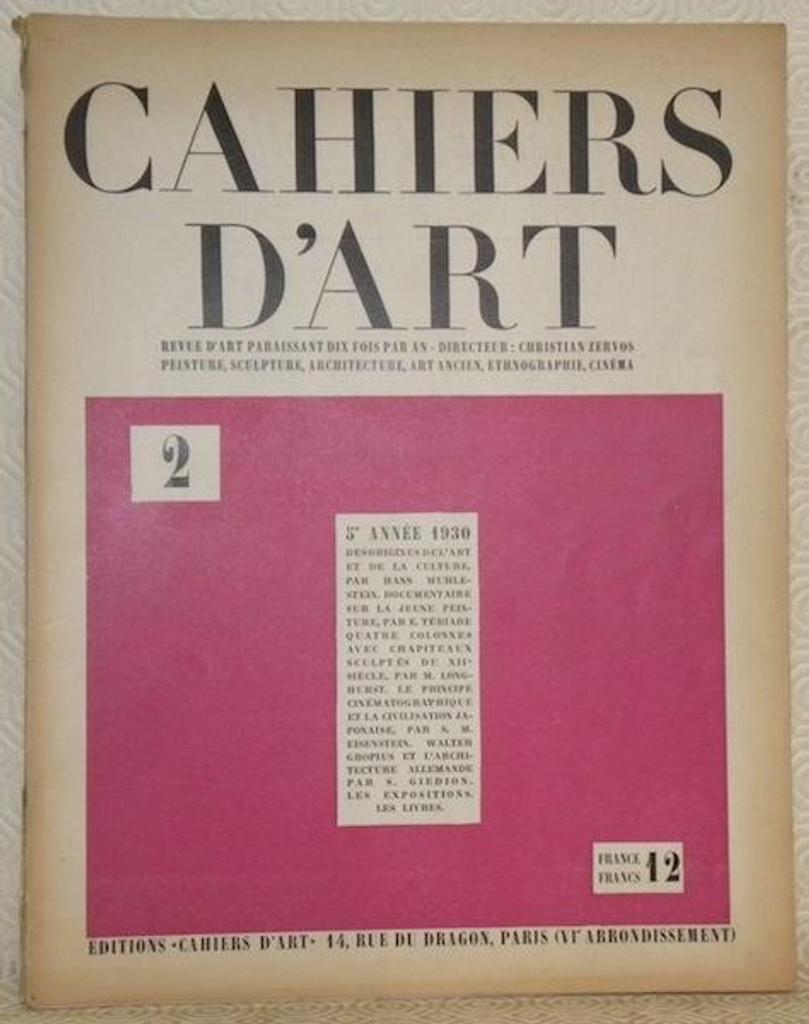 CAHIERS
D'ART
REVUE D'ART PARAISSANT DIX FOIS PAR AN - DIRECTEUR : CHRISTIAN ZERVOS
PEINTURE, SCULPTURE, ARCHITECTURE, ART ANCIEN, ETHNOGRAPHIE, CINÉMA
2
5e ANNÉE 1930
DES ORIGINES DE L'ART
ET DE LA CULTURE,
PAR HANS MUHLE-
STEIN. DOCUMENTAIRE
SUR LA JEUNE PEIN-
TURE, PAR E. TÉRIADE
QUATRE COLONNES
AVEC CHAPITEAUX
SCULPTÉS DU XIIe
SIÈCLE, PAR M. LONG-
HURST. LE PRINCIPE
CINÉMATOGRAPHIQUE
ET LA CIVILISATION JA-
PONAISE, PAR S. M.
EISENSTEIN. WALTER
GROPIUS ET L'ARCHI-
TECTURE ALLEMANDE
PAR S. GIEDION.
LES EXPOSITIONS.
LES LIVRES.
FRANCE
FRANCS 12
EDITIONS «CAHIERS D'ART» 14, RUE DU DRAGON, PARIS (VIe ARRONDISSEMENT)